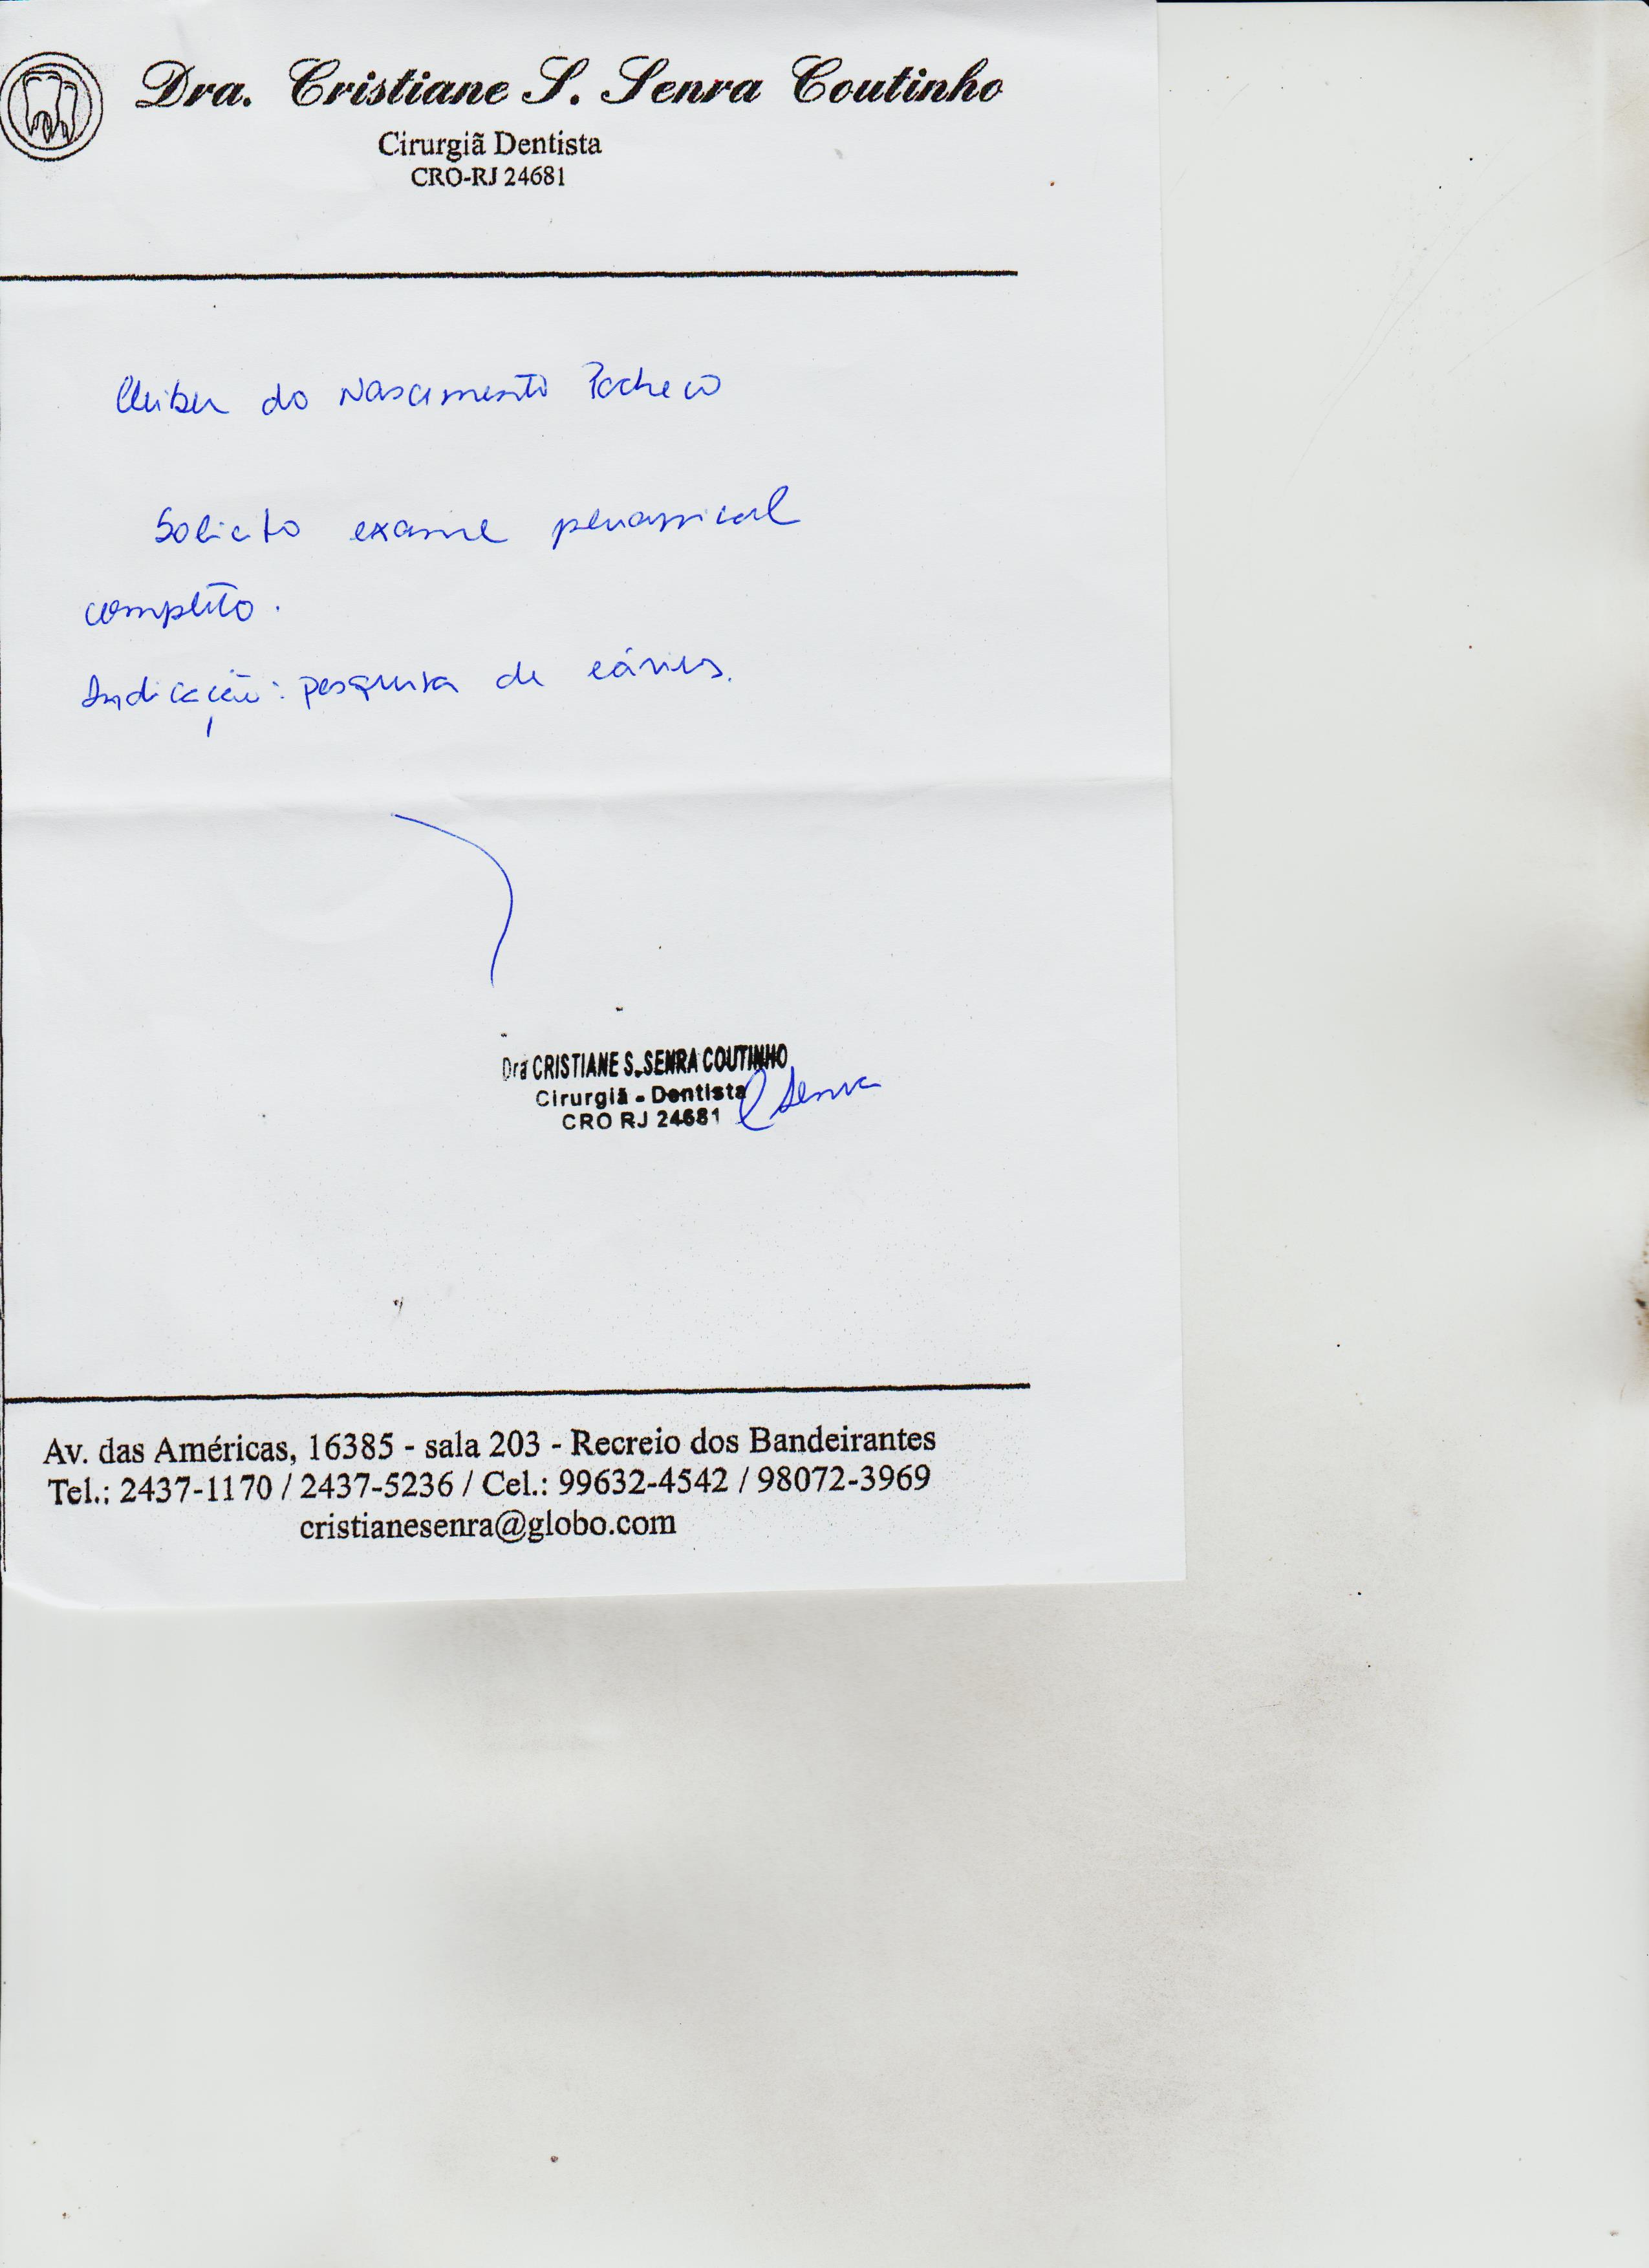 Dra. Cristiane S. Senra Coutinho
Cirurgiã Dentista
CRO-RJ 24681
Cleiber do Nascimento Pacheco
Solicito exame periapical
completo.
Indicação: pesquisa de cáries.
Dra CRISTIANE S. SENRA COUTINHO
Cirurgiã - Dentista
CRO RJ 24681
C Senra
Av. das Américas, 16385 - sala 203 - Recreio dos Bandeirantes
Tel.: 2437-1170 / 2437-5236 / Cel.: 99632-4542 / 98072-3969
cristianesenra@globo.com